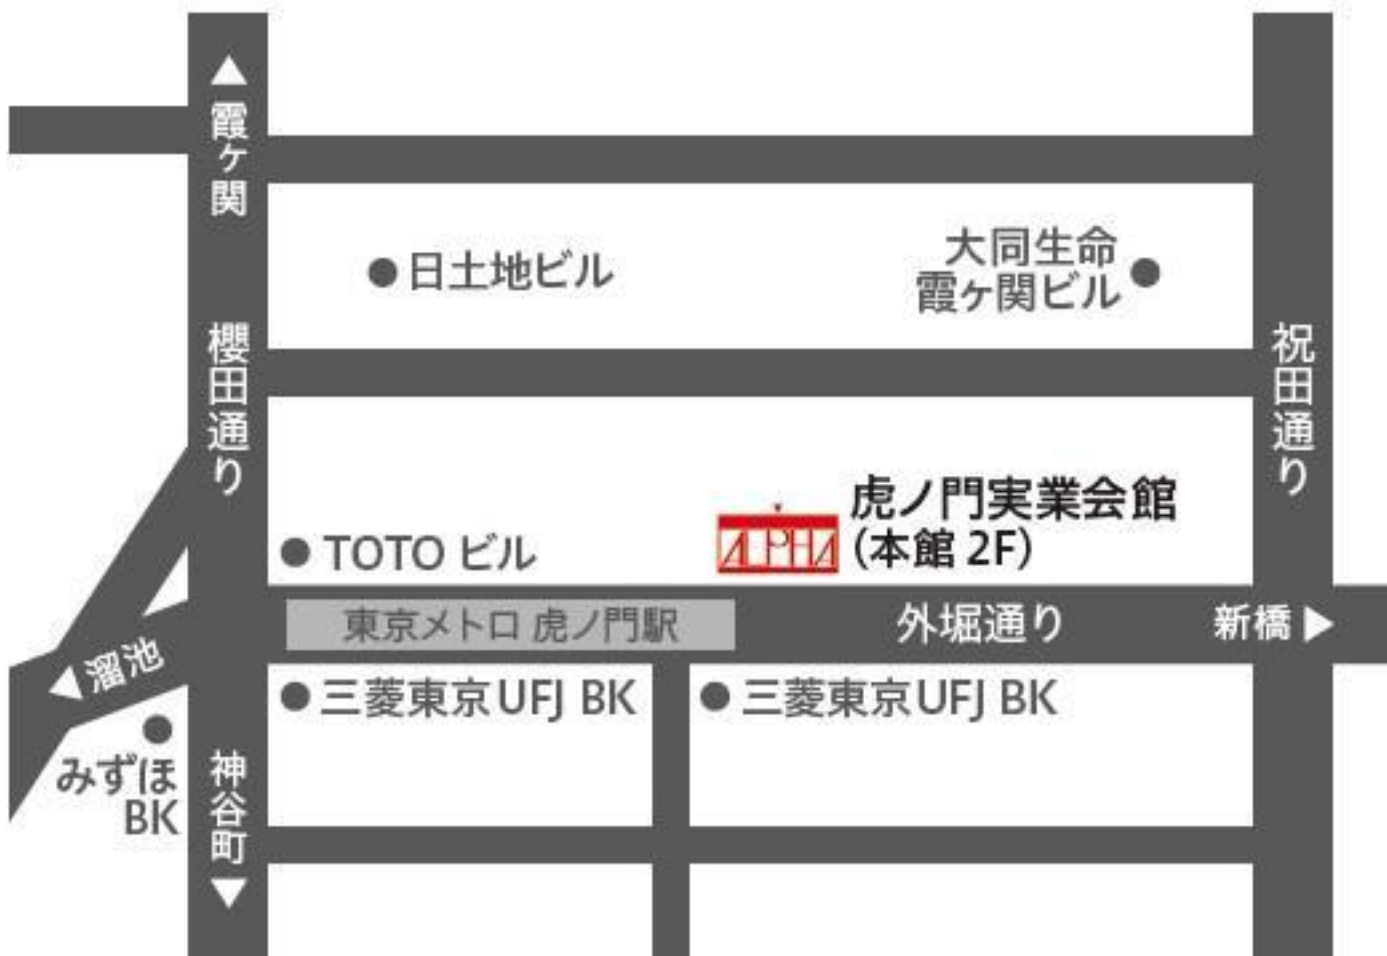 ▲霞ヶ関
日土地ビル
大同生命
霞ヶ関ビル
櫻田通り
祝田通り
虎ノ門実業会館
ALPHA
(本館 2F)
TOTO ビル
東京メトロ 虎ノ門駅
外堀通り
新橋▶
◀溜池
三菱東京UFJ BK
三菱東京UFJ BK
みずほ
BK
神谷町▼